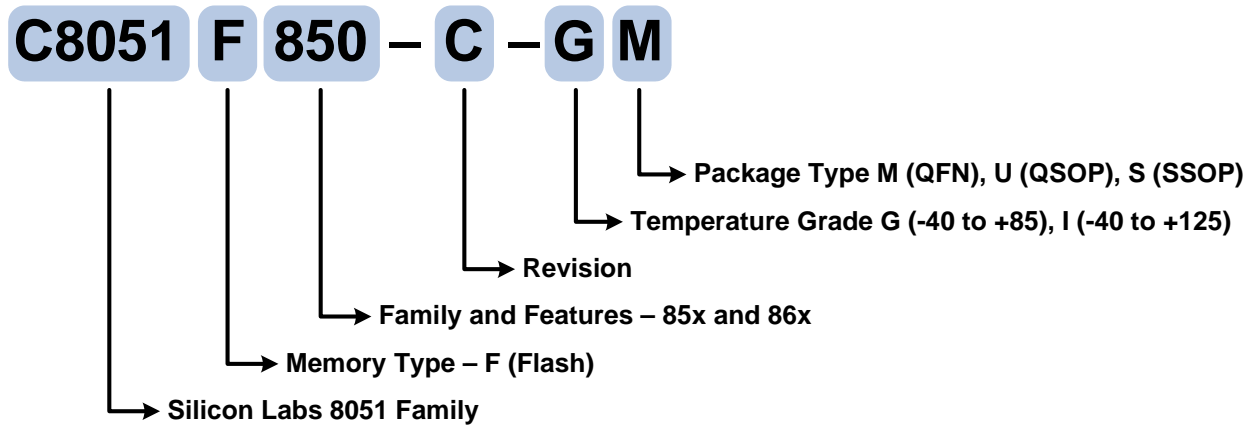 C8051 F 850 – C – G M
Package Type M (QFN), U (QSOP), S (SSOP)
Temperature Grade G (-40 to +85), I (-40 to +125)
Revision
Family and Features – 85x and 86x
Memory Type – F (Flash)
Silicon Labs 8051 Family